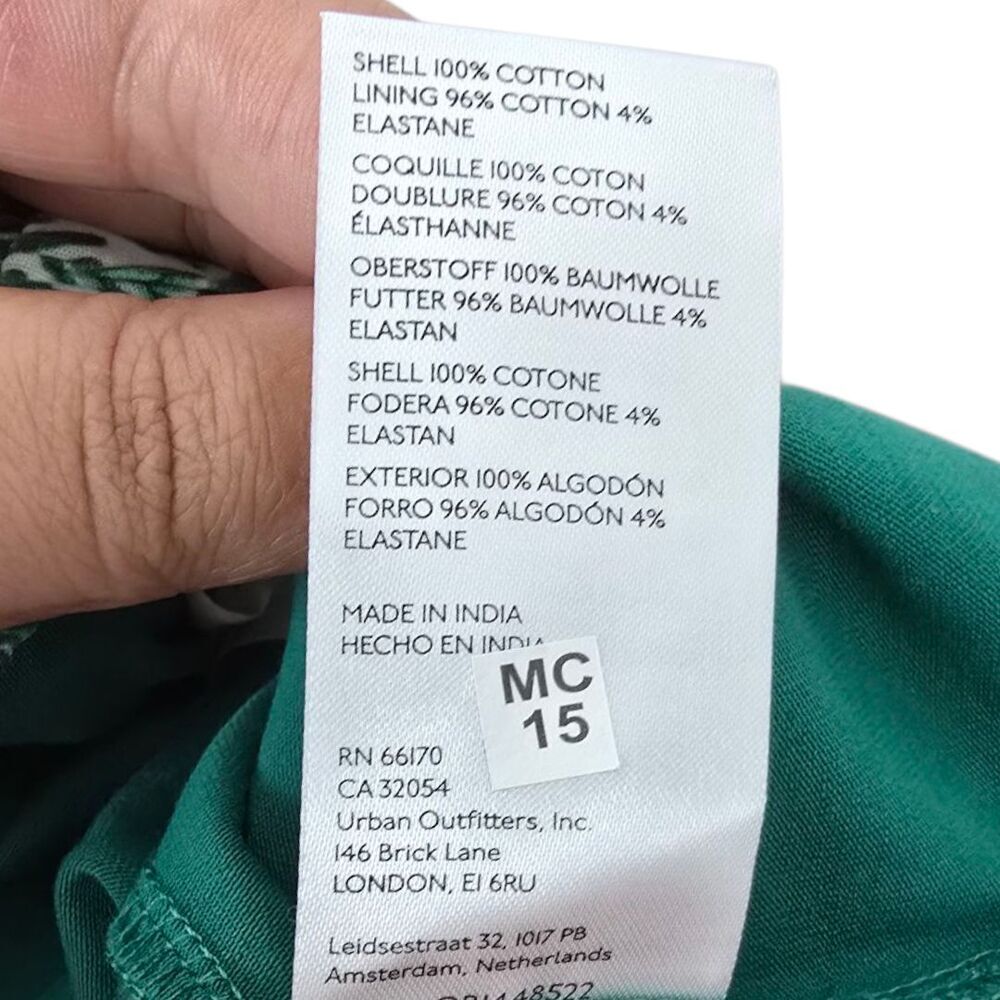 SHELL 100% COTTON
LINING 96% COTTON 4%
ELASTANE
COQUILLE 100% COTON
DOUBLURE 96% COTON 4%
ÉLASTHANNE
OBERSTOFF 100% BAUMWOLLE
FUTTER 96% BAUMWOLLE 4%
ELASTAN
SHELL 100% COTONE
FODERA 96% COTONE 4%
ELASTAN
EXTERIOR 100% ALGODÓN
FORRO 96% ALGODÓN 4%
ELASTANE
MADE IN INDIA
HECHO EN INDIA
MC
15
RN 66170
CA 32054
Urban Outfitters, Inc.
146 Brick Lane
LONDON, E1 6RU
Leidsestraat 32, 1017 PB
Amsterdam, Netherlands